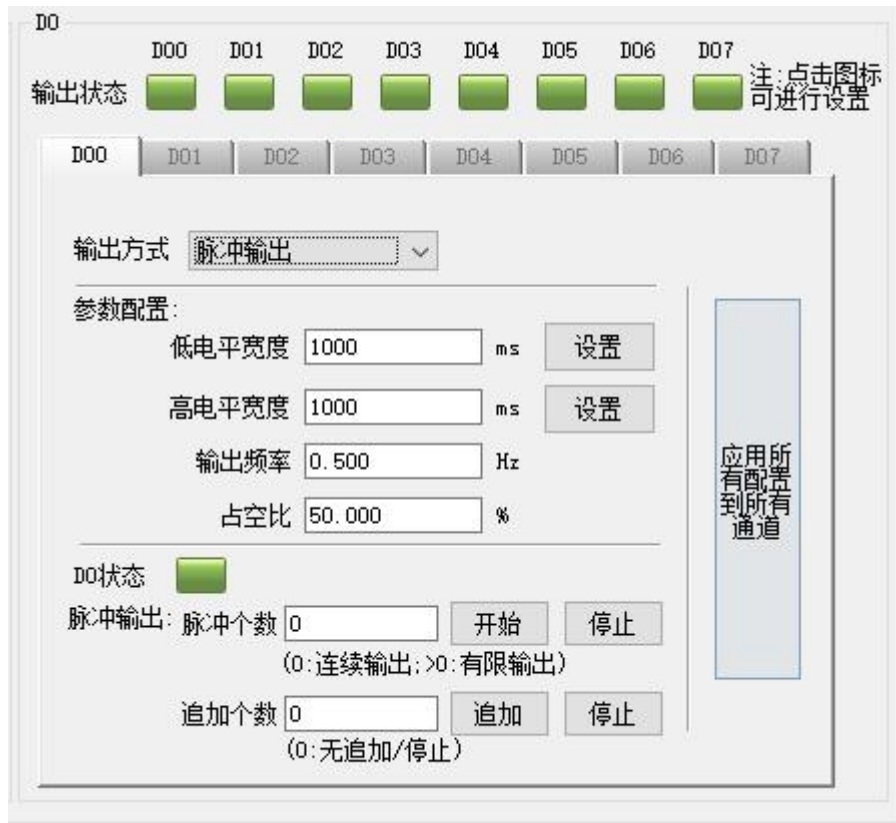 DO
DO0 DO1 DO2 DO3 DO4 DO5 DO6 DO7
输出状态
注:点击图标
可进行设置
DO0 DO1 DO2 DO3 DO4 DO5 DO6 DO7
输出方式 脉冲输出
参数配置:
低电平宽度 1000 ms 设置
高电平宽度 1000 ms 设置
输出频率 0.500 Hz
占空比 50.000 %
应用所
有配置
到所有
通道
DO状态
脉冲输出: 脉冲个数 0 开始 停止
(0:连续输出;>0:有限输出)
追加个数 0 追加 停止
(0:无追加/停止)